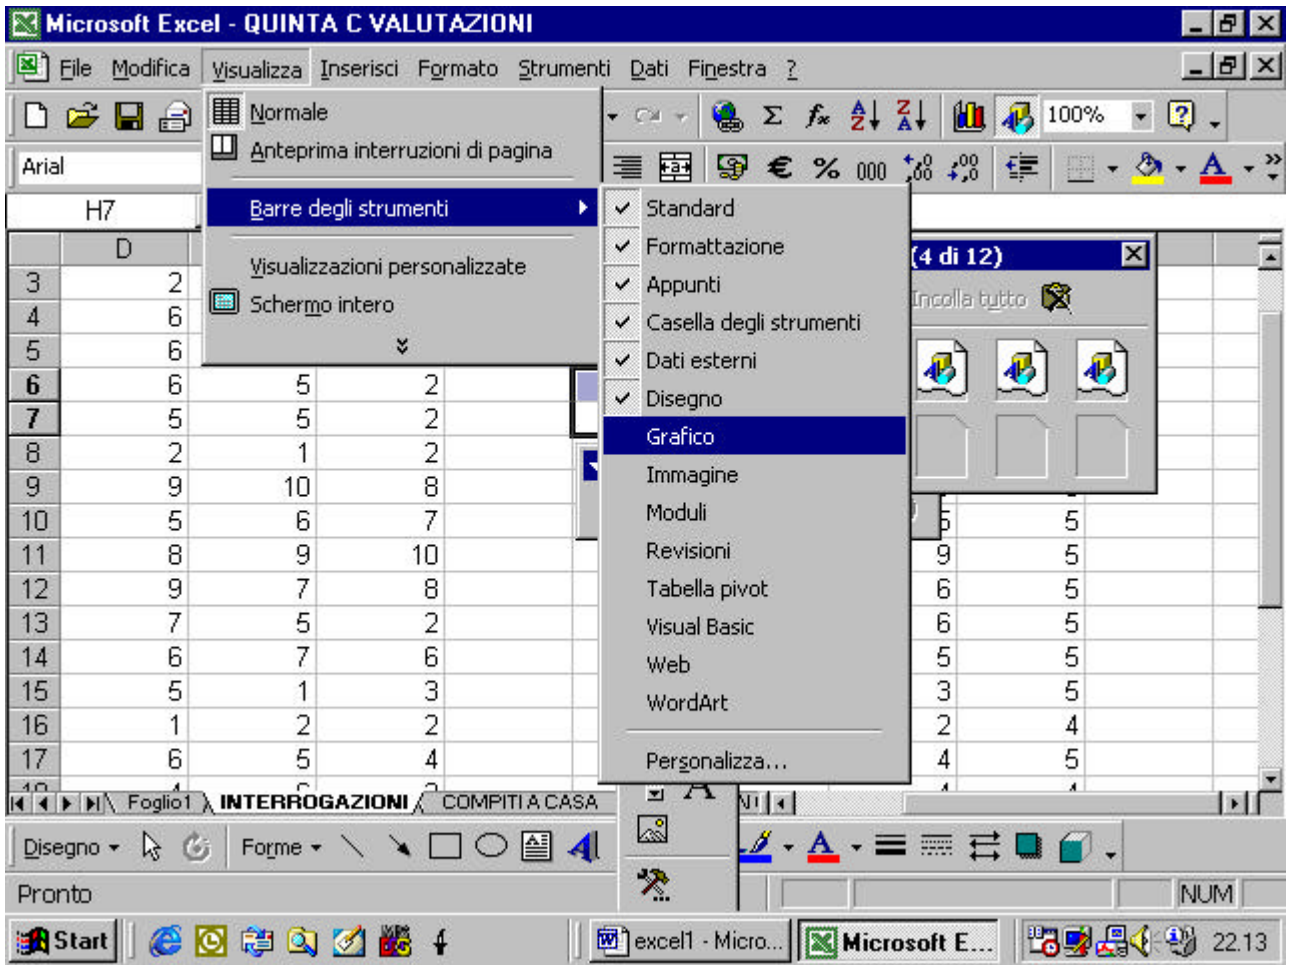 Microsoft Excel - QUINTA C VALUTAZIONI
File Modifica Visualizza Inserisci Formato Strumenti Dati Finestra ?
Normale
Anteprima interruzioni di pagina
Barre degli strumenti
Visualizzazioni personalizzate
Schermo intero
100%
Arial
€ % 000
H7
Standard
Formattazione
Appunti
Casella degli strumenti
Dati esterni
Disegno
Grafico
Immagine
Moduli
Revisioni
Tabella pivot
Visual Basic
Web
WordArt
Personalizza...
(4 di 12)
Incolla tutto
D
3 2
4 6
5 6
6 6 5 2
7 5 5 2
8 2 1 2
9 9 10 8
10 5 6 7 5 5
11 8 9 10 9 5
12 9 7 8 6 5
13 7 5 2 6 5
14 6 7 6 5 5
15 5 1 3 3 5
16 1 2 2 2 4
17 6 5 4 4 5
Foglio1 INTERROGAZIONI COMPITI A CASA
Disegno Forme
Pronto NUM
Start excel1 - Micro... Microsoft E... 22.13